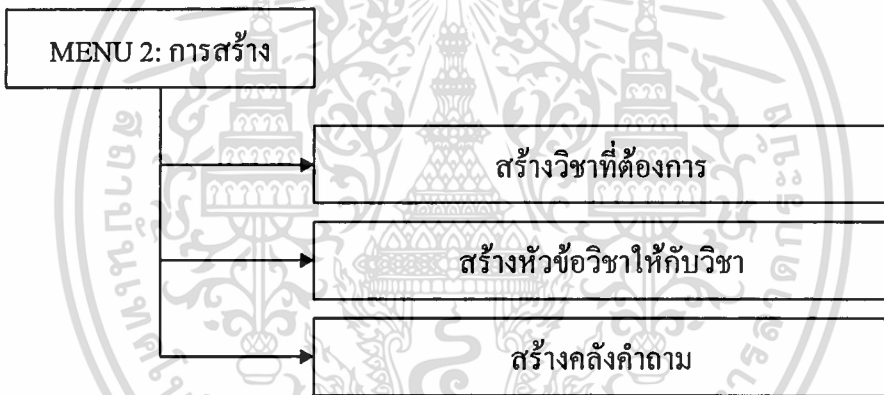 MENU 2: การสร้าง
สร้างวิชาที่ต้องการ
สร้างหัวข้อวิชาให้กับวิชา
สร้างคลังคำถาม